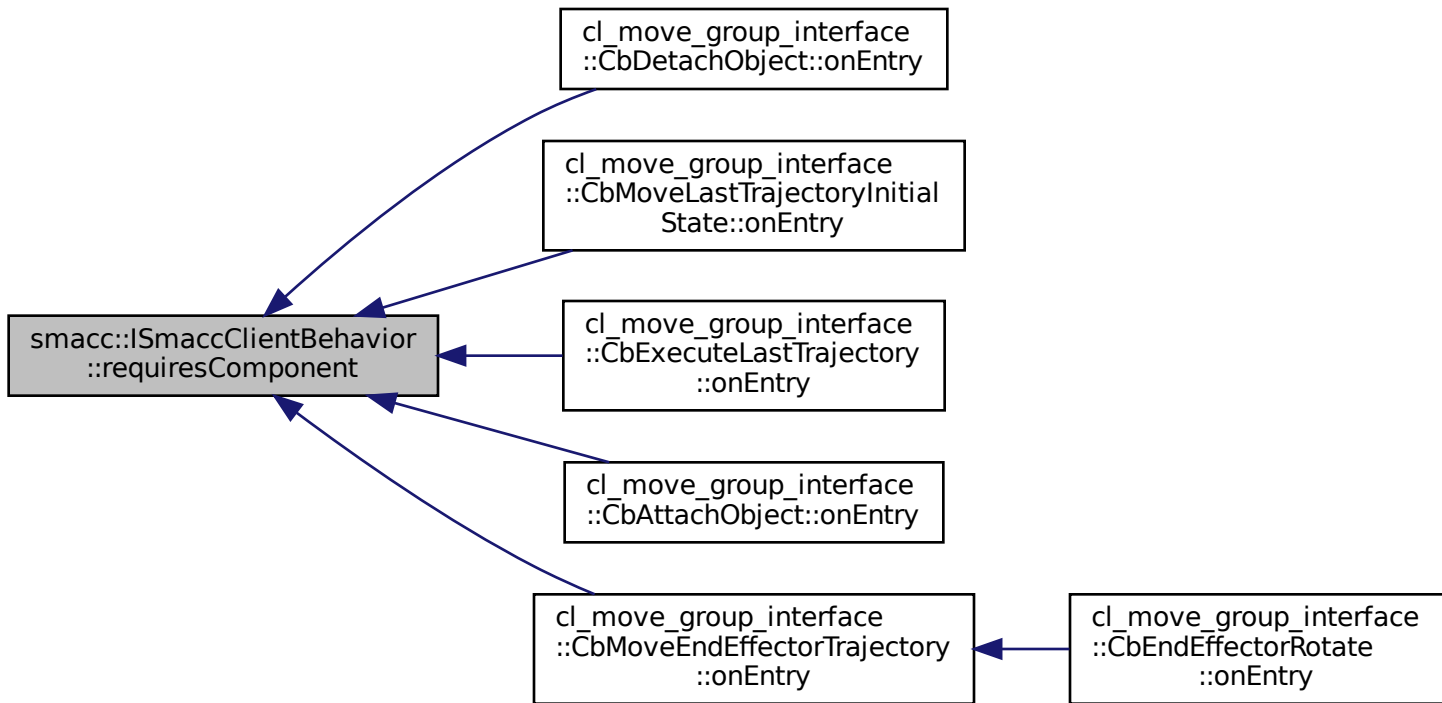 cl_move_group_interface
::CbDetachObject::onEntry
cl_move_group_interface
::CbMoveLastTrajectoryInitial
State::onEntry
smacc::ISmaccClientBehavior
::requiresComponent
cl_move_group_interface
::CbExecuteLastTrajectory
::onEntry
cl_move_group_interface
::CbAttachObject::onEntry
cl_move_group_interface
::CbMoveEndEffectorTrajectory
::onEntry
cl_move_group_interface
::CbEndEffectorRotate
::onEntry